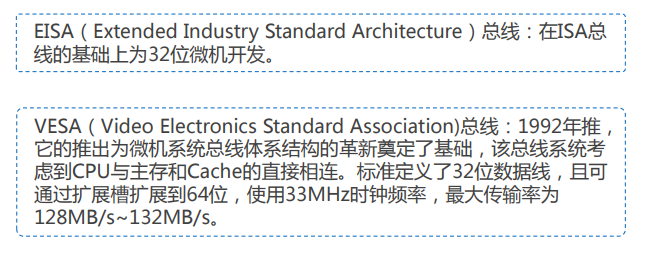 EISA（Extended Industry Standard Architecture）总线：在ISA总
线的基础上为32位微机开发。
VESA（Video Electronics Standard Association)总线：1992年推，
它的推出为微机系统总线体系结构的革新奠定了基础，该总线系统考
虑到CPU与主存和Cache的直接相连。标准定义了32位数据线，且可
通过扩展槽扩展到64位，使用33MHz时钟频率，最大传输率为
128MB/s~132MB/s。